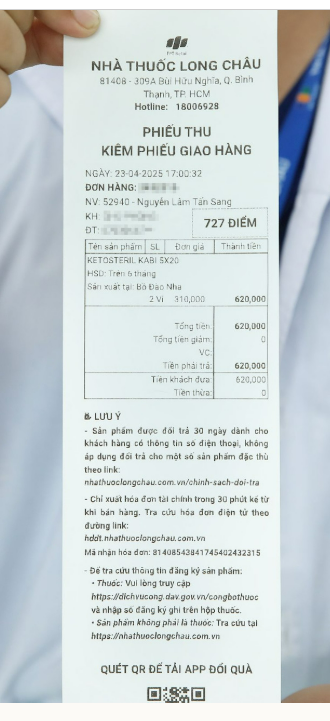 NHÀ THUỐC LONG CHÂU
81408 - 309A Bùi Hữu Nghĩa, Q. Bình
Thạnh, TP. HCM
Hotline: 18006928
PHIẾU THU
KIÊM PHIẾU GIAO HÀNG
NGÀY: 23-04-2025 17:00:32
ĐƠN HÀNG:
NV: 52940 - Nguyễn Lâm Tấn Sang
KH:
ĐT:
727 ĐIỂM
Tên sản phẩm SL Đơn giá Thành tiền
KETOSTERIL KABI 5X20
HSD: Trên 6 tháng
Sản xuất tại: Bồ Đào Nha
2 Vỉ 310,000 620,000
Tổng tiền: 620,000
Tổng tiền giảm: 0
VC:
Tiền phải trả: 620,000
Tiền khách đưa: 620,000
Tiền thừa: 0
LƯU Ý
- Sản phẩm được đổi trả 30 ngày dành cho
khách hàng có thông tin số điện thoại, không
áp dụng đổi trả cho một số sản phẩm đặc thù
theo link:
nhathuoclongchau.com.vn/chinh-sach-doi-tra
- Chỉ xuất hóa đơn tài chính trong 30 phút kể từ
khi bán hàng. Tra cứu hóa đơn điện tử theo
đường link:
hddt.nhathuoclongchau.com.vn
Mã nhận hóa đơn: 81408543841745402432315
- Để tra cứu thông tin đăng ký sản phẩm:
• Thuốc: Vui lòng truy cập
https://dichvucong.dav.gov.vn/congbothuoc
và nhập số đăng ký ghi trên hộp thuốc.
• Sản phẩm không phải là thuốc: Tra cứu tại
https://nhathuoclongchau.com.vn
QUÉT QR ĐỂ TẢI APP ĐỔI QUÀ